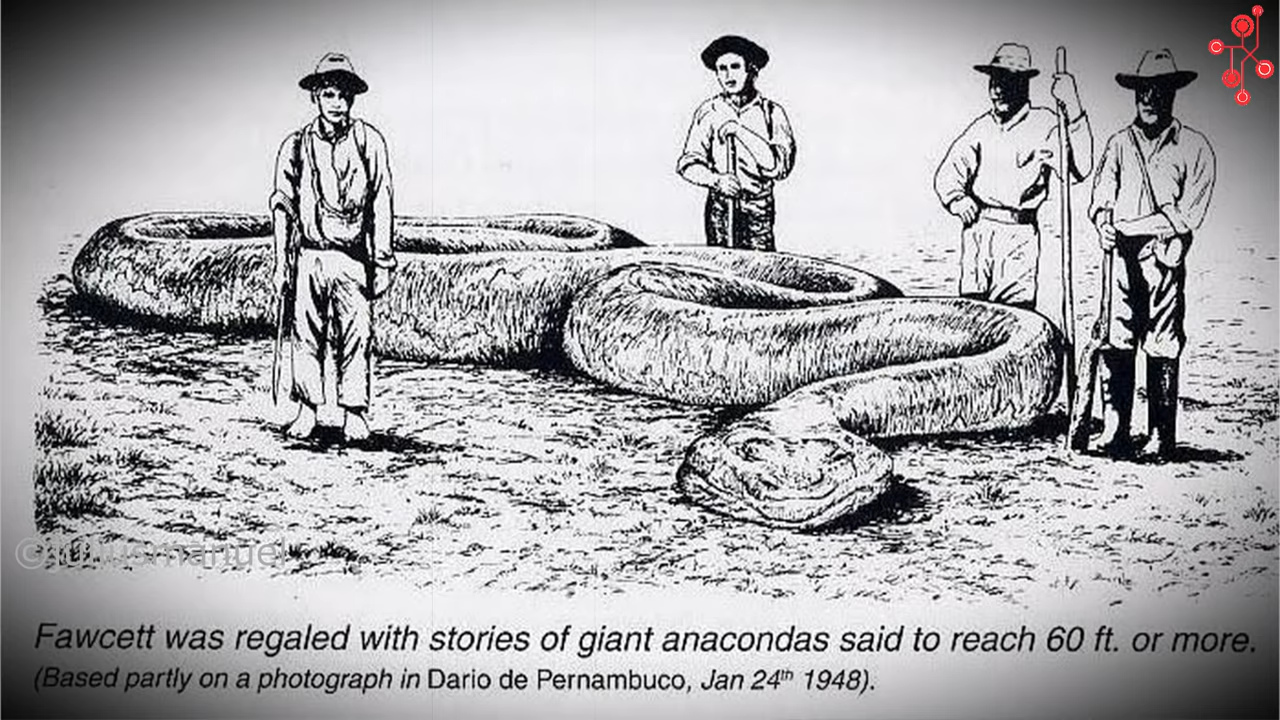 Fawcett was regaled with stories of giant anacondas said to reach 60 ft. or more.
(Based partly on a photograph in Dario de Pernambuco, Jan 24th 1948).